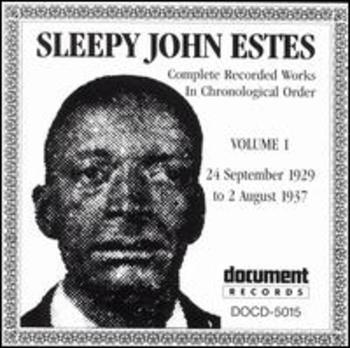 SLEEPY JOHN ESTES
Complete Recorded Works
In Chronological Order
VOLUME 1
24 September 1929
to 2 August 1937
document
RECORDS
DOCD-5015